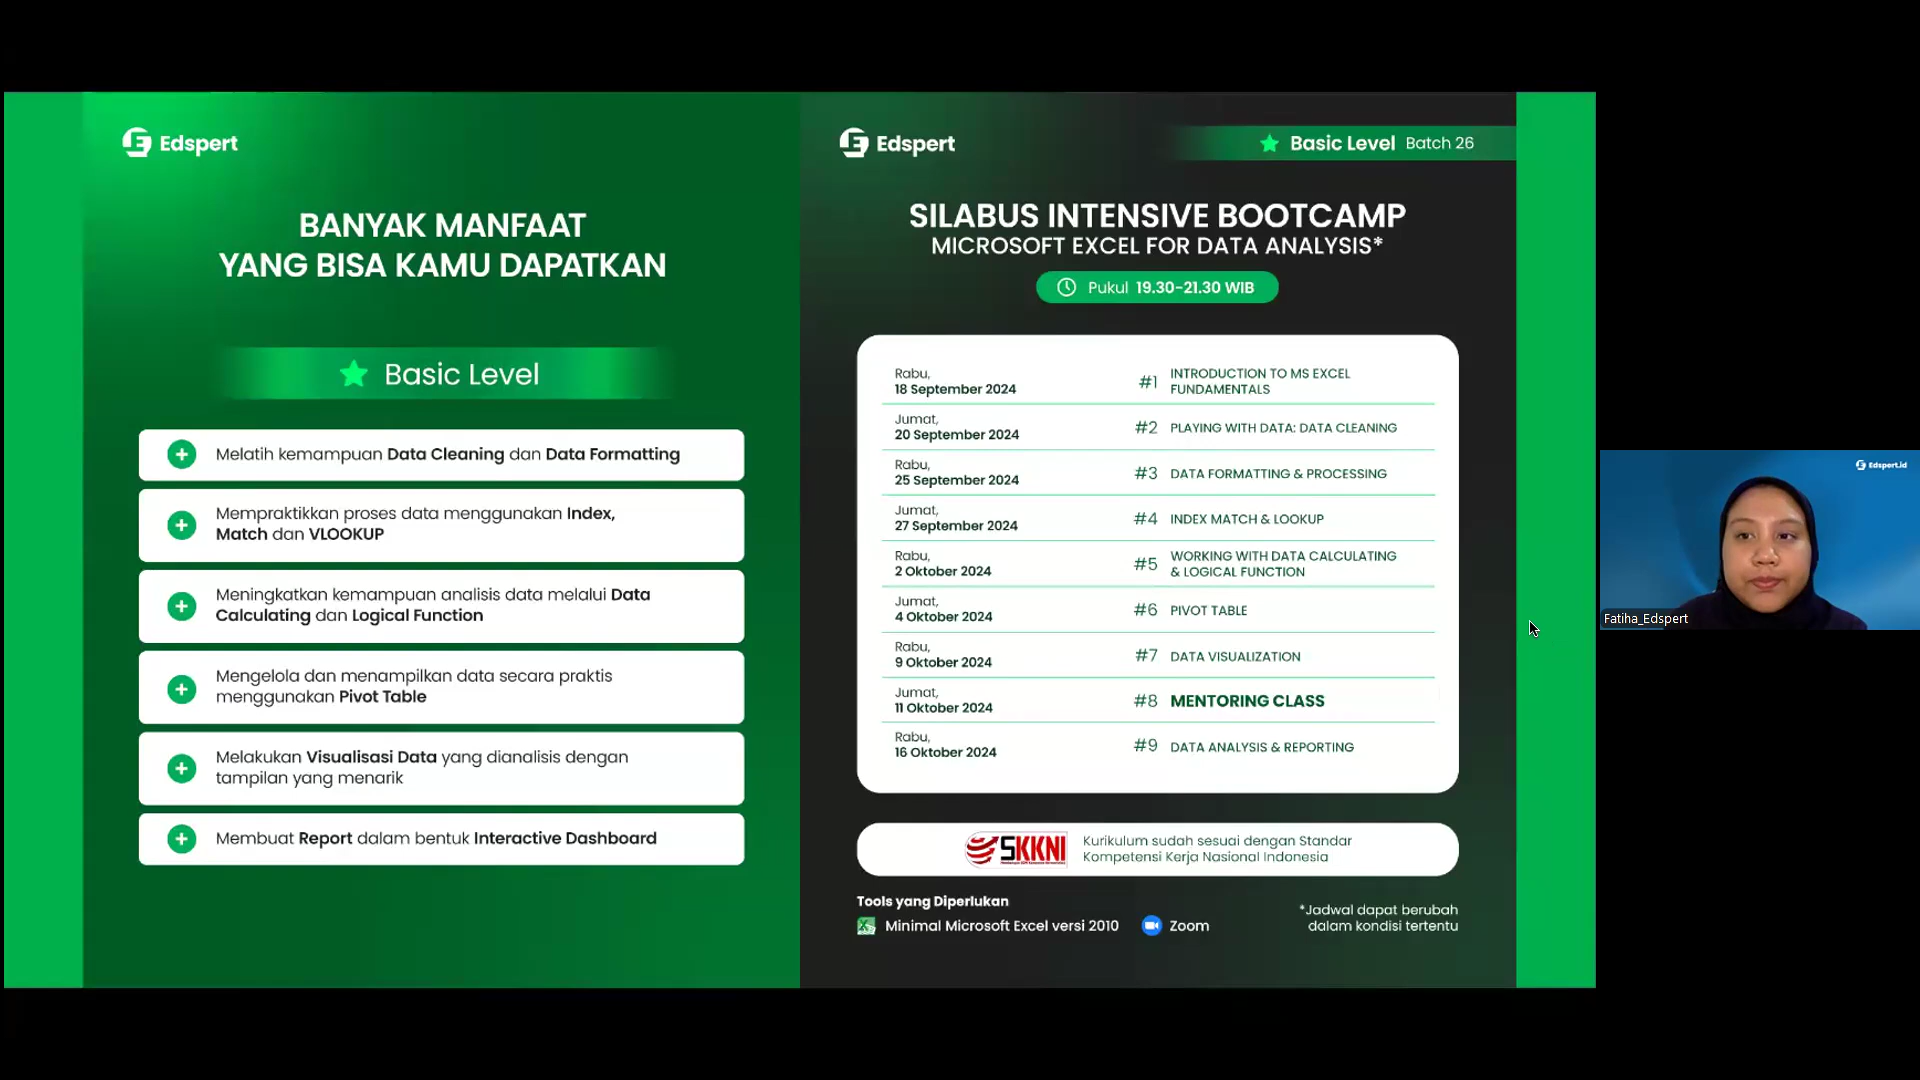 Edspert
BANYAK MANFAAT
YANG BISA KAMU DAPATKAN
Basic Level
Melatih kemampuan Data Cleaning dan Data Formatting
Mempraktikkan proses data menggunakan Index,
Match dan VLOOKUP
Meningkatkan kemampuan analisis data melalui Data
Calculating dan Logical Function
Mengelola dan menampilkan data secara praktis
menggunakan Pivot Table
Melakukan Visualisasi Data yang dianalisis dengan
tampilan yang menarik
Membuat Report dalam bentuk Interactive Dashboard
Edspert
Basic Level Batch 26
SILABUS INTENSIVE BOOTCAMP
MICROSOFT EXCEL FOR DATA ANALYSIS*
Pukul 19.30-21.30 WIB
Rabu,
18 September 2024
#1 INTRODUCTION TO MS EXCEL
FUNDAMENTALS
Jumat,
20 September 2024
#2 PLAYING WITH DATA: DATA CLEANING
Rabu,
25 September 2024
#3 DATA FORMATTING & PROCESSING
Jumat,
27 September 2024
#4 INDEX MATCH & LOOKUP
Rabu,
2 Oktober 2024
#5 WORKING WITH DATA CALCULATING
& LOGICAL FUNCTION
Jumat,
4 Oktober 2024
#6 PIVOT TABLE
Rabu,
9 Oktober 2024
#7 DATA VISUALIZATION
Jumat,
11 Oktober 2024
#8 MENTORING CLASS
Rabu,
16 Oktober 2024
#9 DATA ANALYSIS & REPORTING
SKKNI
Kurikulum sudah sesuai dengan Standar
Kompetensi Kerja Nasional Indonesia
Tools yang Diperlukan
Minimal Microsoft Excel versi 2010
Zoom
*Jadwal dapat berubah
dalam kondisi tertentu
Edspert.id
Fatiha_Edspert